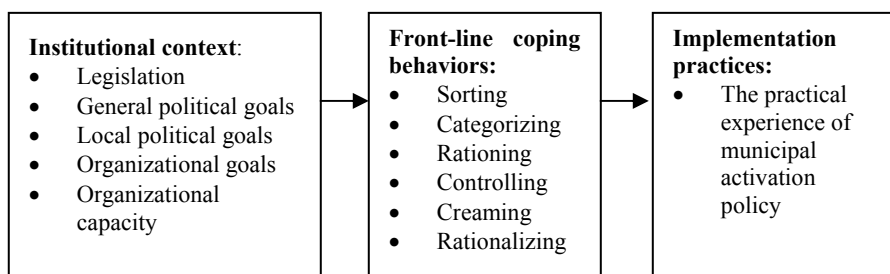 Institutional context:
• Legislation
• General political goals
• Local political goals
• Organizational goals
• Organizational
capacity
Front-line coping
behaviors:
• Sorting
• Categorizing
• Rationing
• Controlling
• Creaming
• Rationalizing
Implementation
practices:
• The practical
experience of
municipal
activation
policy